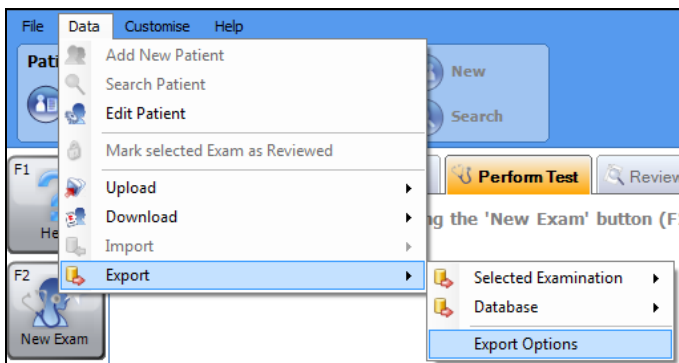 File Data Customise Help
Pati
Add New Patient
Search Patient
Edit Patient
Mark selected Exam as Reviewed
Upload
Download
Import
Export
New
Search
F1
He
F2
New Exam
Perform Test
Review
ng the 'New Exam' button (F
Selected Examination
Database
Export Options